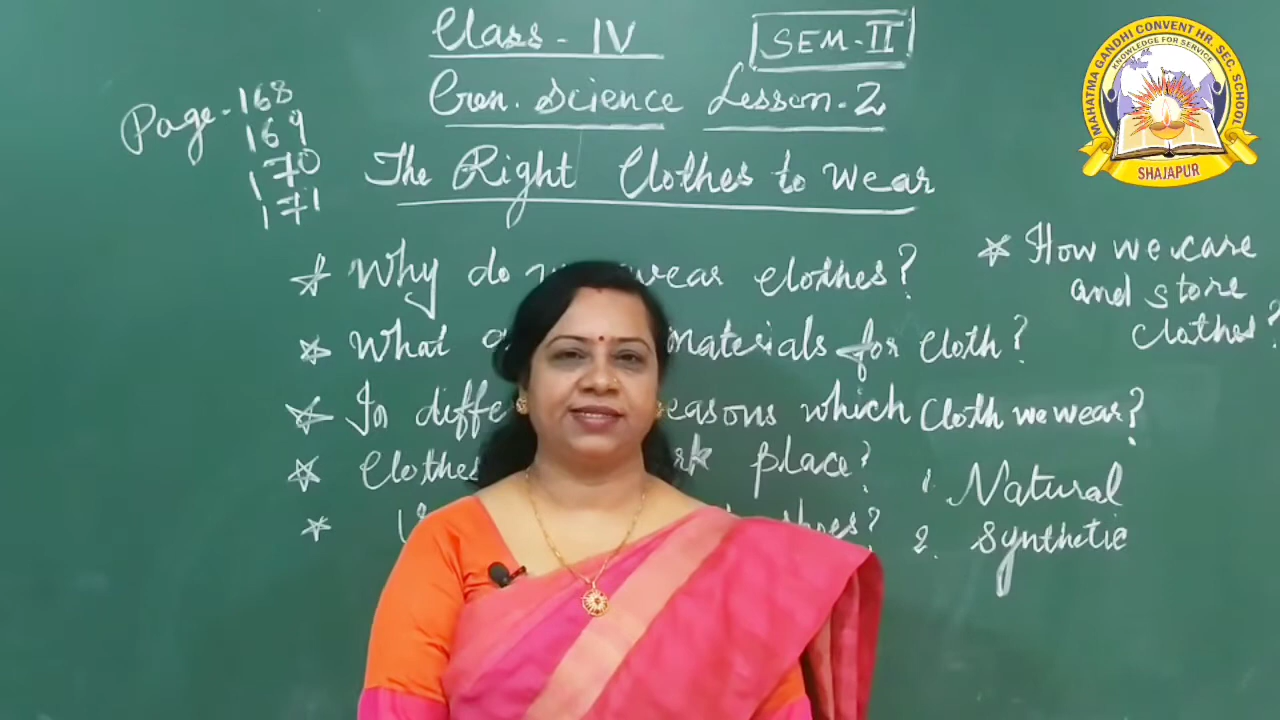 Class - IV
SEM-II
Gen. Science Lesson-2
Page-168
169
170
171
The Right Clothes to Wear
* Why do wear clothes?
* What materials for cloth?
* In diffe easons which cloth we wear?
* Clothes rk place?
* shoes?
* How we care
and store
clothes?
1. Natural
2. Synthetic
MAHATMA GANDHI CONVENT HR. SEC. SCHOOL
KNOWLEDGE FOR SERVICE
SHAJAPUR